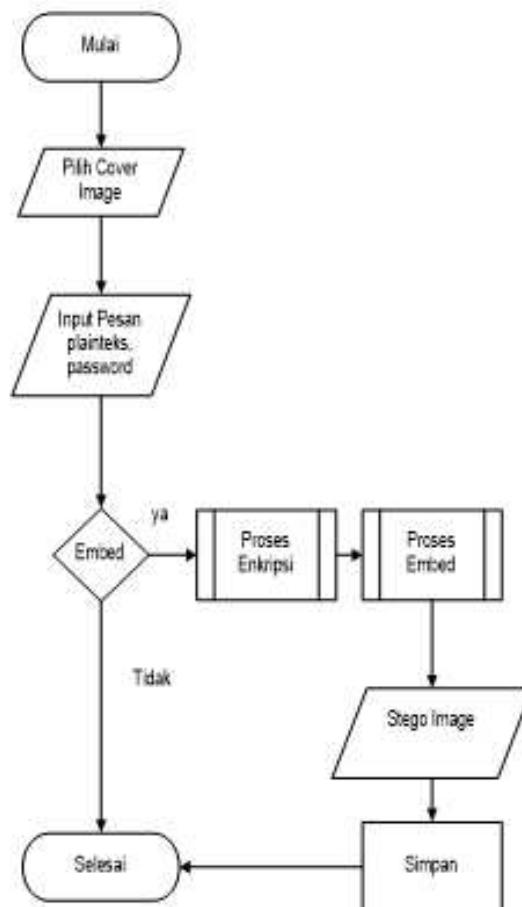 Mulai
Pilih Cover
Image
Input Pesan
plainteks,
password
ya
Embed
Proses
Enkripsi
Proses
Embed
Tidak
Stego Image
Selesai
Simpan